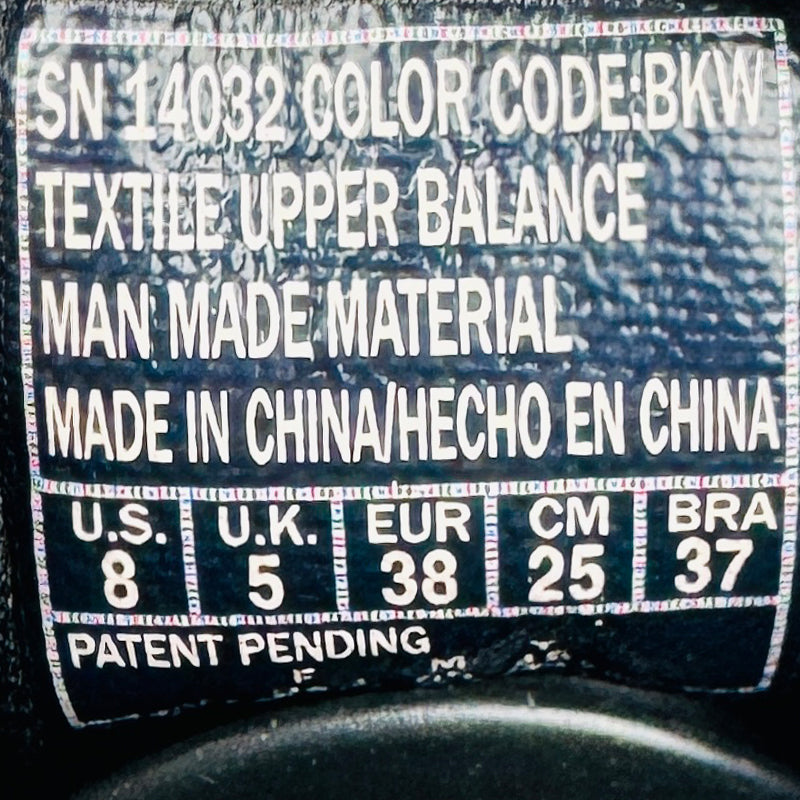 SN 14032 COLOR CODE:BKW
TEXTILE UPPER BALANCE
MAN MADE MATERIAL
MADE IN CHINA/HECHO EN CHINA
U.S. U.K. EUR CM BRA
8 5 38 25 37
PATENT PENDING